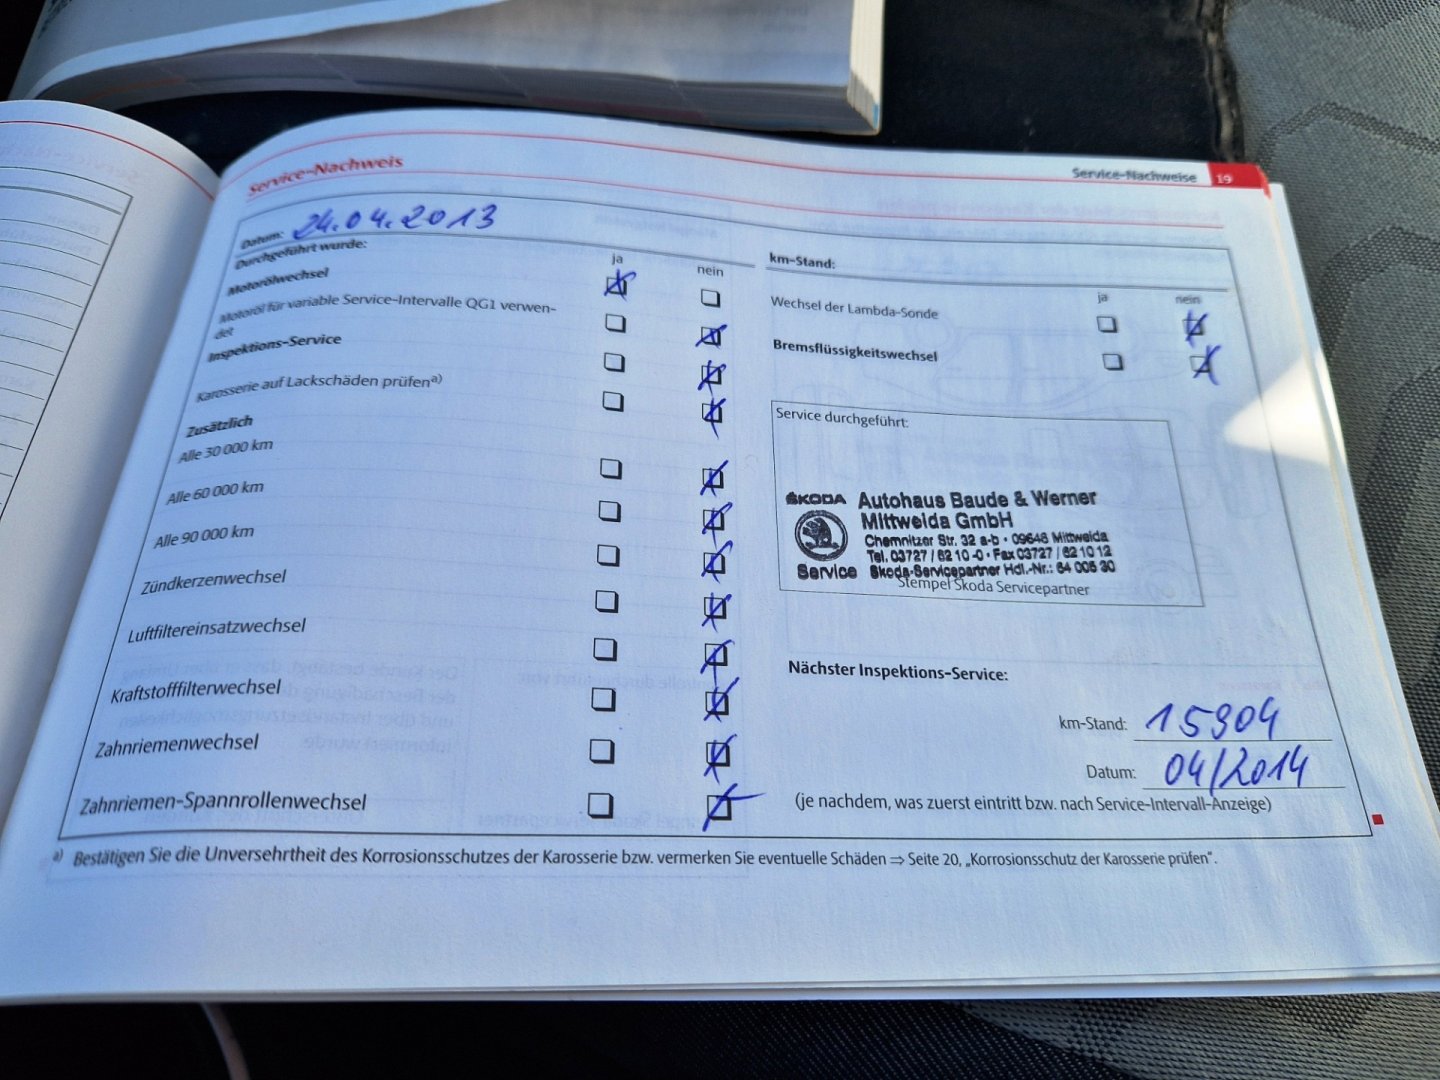 Service-Nachweis
Service-Nachweise 19
Datum: 24.04.2013
Durchgeführt wurde:
ja nein
Motorölwechsel
Motoröl für variable Service-Intervalle QG1 verwen-
det
Inspektions-Service
Karosserie auf Lackschäden prüfen a)
Zusätzlich
Alle 30 000 km
Alle 60 000 km
Alle 90 000 km
Zündkerzenwechsel
Luftfiltereinsatzwechsel
Kraftstofffilterwechsel
Zahnriemenwechsel
Zahnriemen-Spannrollenwechsel
km-Stand:
ja nein
Wechsel der Lambda-Sonde
Bremsflüssigkeitswechsel
Service durchgeführt:
ŠKODA Autohaus Baude & Werner
Mittweida GmbH
Chemnitzer Str. 32 a-b · 09648 Mittweida
Tel. 03727 / 62 10 -0 · Fax 03727 / 62 10 12
Service Skoda-Servicepartner Hdl.-Nr.: 64 005 30
Stempel Škoda Servicepartner
Nächster Inspektions-Service:
km-Stand: 15904
Datum: 04/2014
(je nachdem, was zuerst eintritt bzw. nach Service-Intervall-Anzeige)
a) Bestätigen Sie die Unversehrtheit des Korrosionsschutzes der Karosserie bzw. vermerken Sie eventuelle Schäden ⇒ Seite 20, „Korrosionsschutz der Karosserie prüfen“.